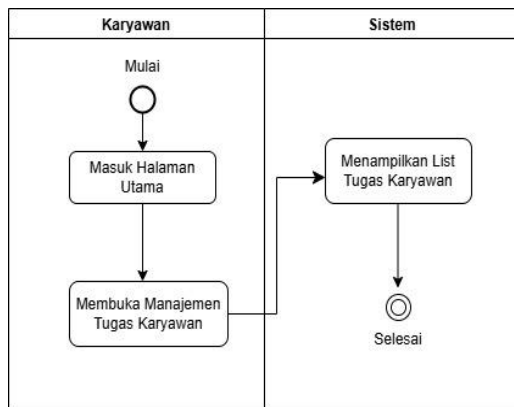 Karyawan
Sistem
Mulai
Masuk Halaman
Utama
Membuka Manajemen
Tugas Karyawan
Menampilkan List
Tugas Karyawan
Selesai